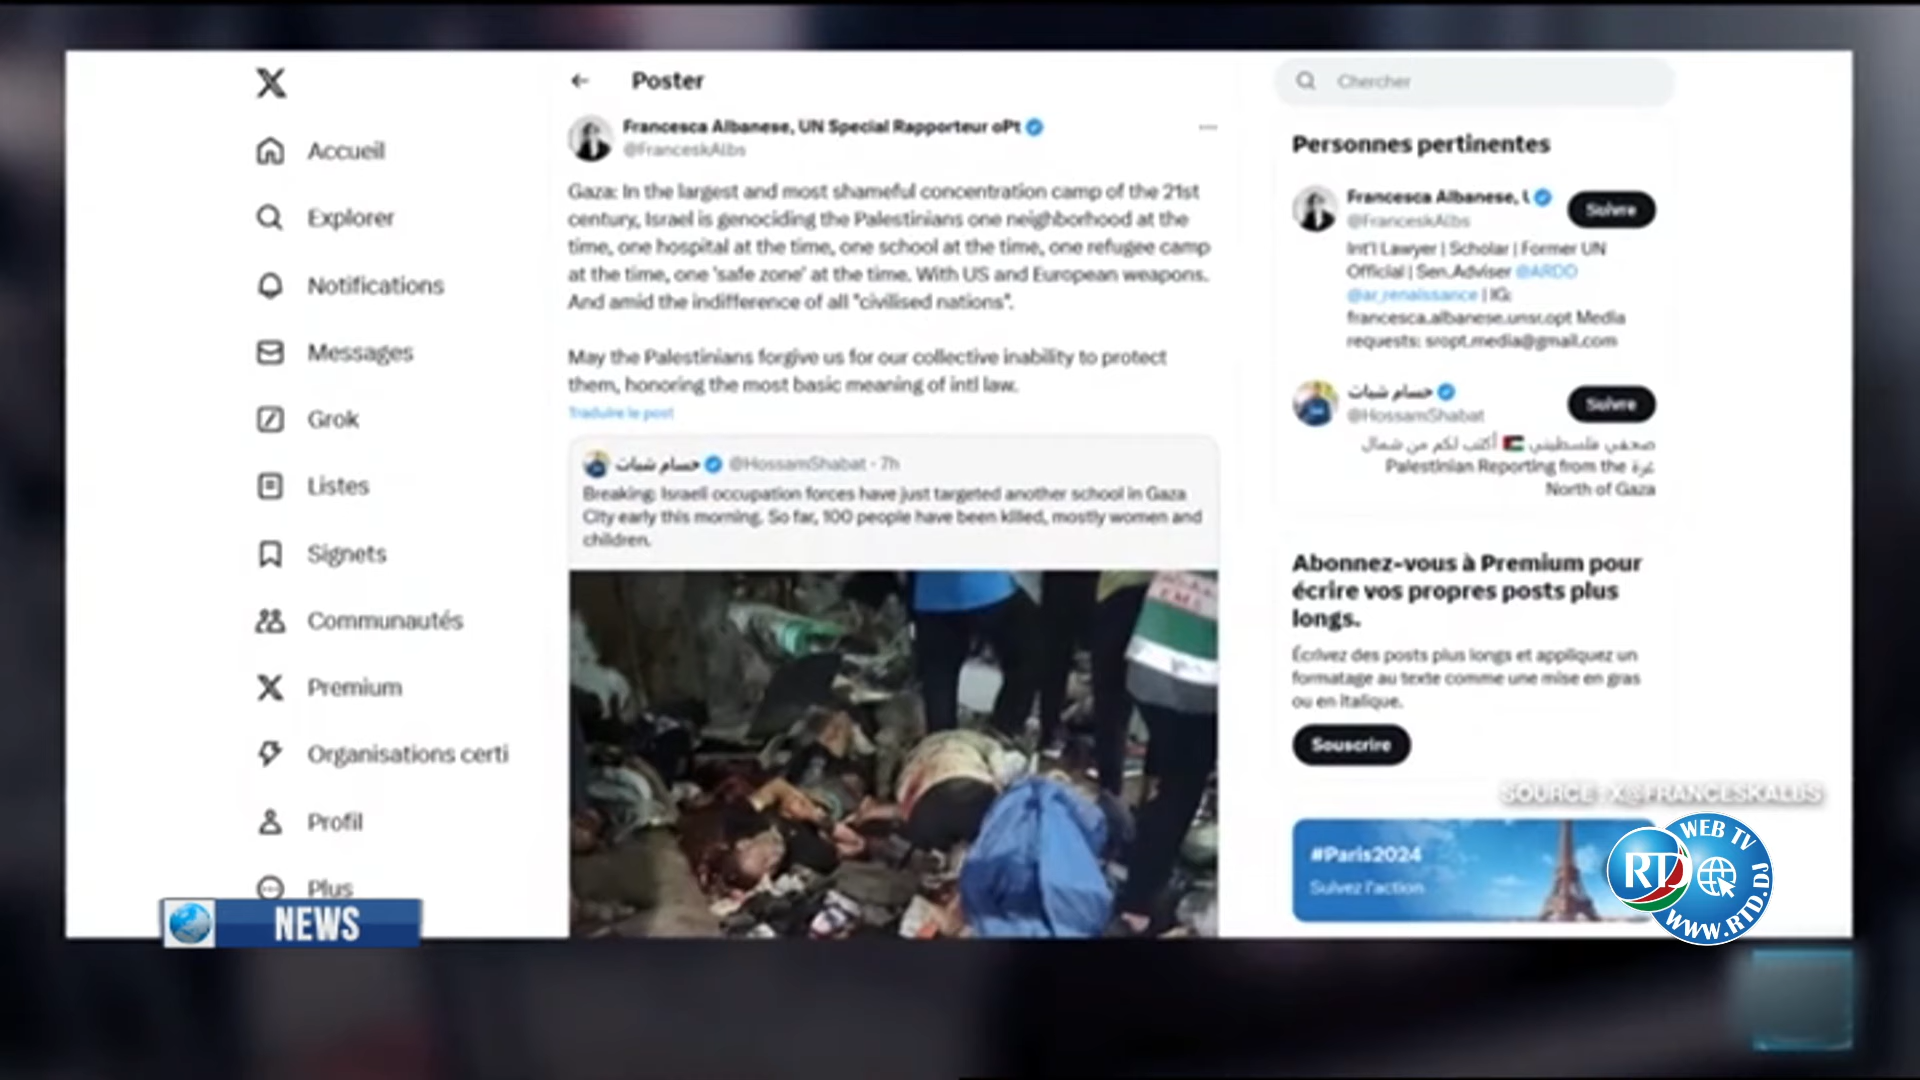 Accueil
Explorer
Notifications
Messages
Grok
Listes
Signets
Communautés
Premium
Organisations certi
Profil
Plus
Poster
Francesca Albanese, UN Special Rapporteur oPt
@FranceskAlbs
Gaza: In the largest and most shameful concentration camp of the 21st
century, Israel is genociding the Palestinians one neighborhood at the
time, one hospital at the time, one school at the time, one refugee camp
at the time, one 'safe zone' at the time. With US and European weapons.
And amid the indifference of all "civilised nations".
May the Palestinians forgive us for our collective inability to protect
them, honoring the most basic meaning of intl law.
Traduire le post
حسام شبات @HossamShabat · 7h
Breaking: Israeli occupation forces have just targeted another school in Gaza
City early this morning. So far, 100 people have been killed, mostly women and
children.
Chercher
Personnes pertinentes
Francesca Albanese, U
Suivre
@FranceskAlbs
Int'l Lawyer | Scholar | Former UN
Official | Sen.Adviser @ARDD
@ar_renaissance | IG:
francesca.albanese.unsr.opt Media
requests: sropt.media@gmail.com
حسام شبات
Suivre
@HossamShabat
صحفي فلسطيني أكتب لكم من شمال
غزة Palestinian Reporting from the
North of Gaza
Abonnez-vous à Premium pour
écrire vos propres posts plus
longs.
Écrivez des posts plus longs et appliquez un
formatage au texte comme une mise en gras
ou en italique.
Souscrire
SOURCE : X@FRANCESKALBS
#Paris2024
Suivez l'action
WEB TV
RTD
WWW.RTD.DJ
NEWS